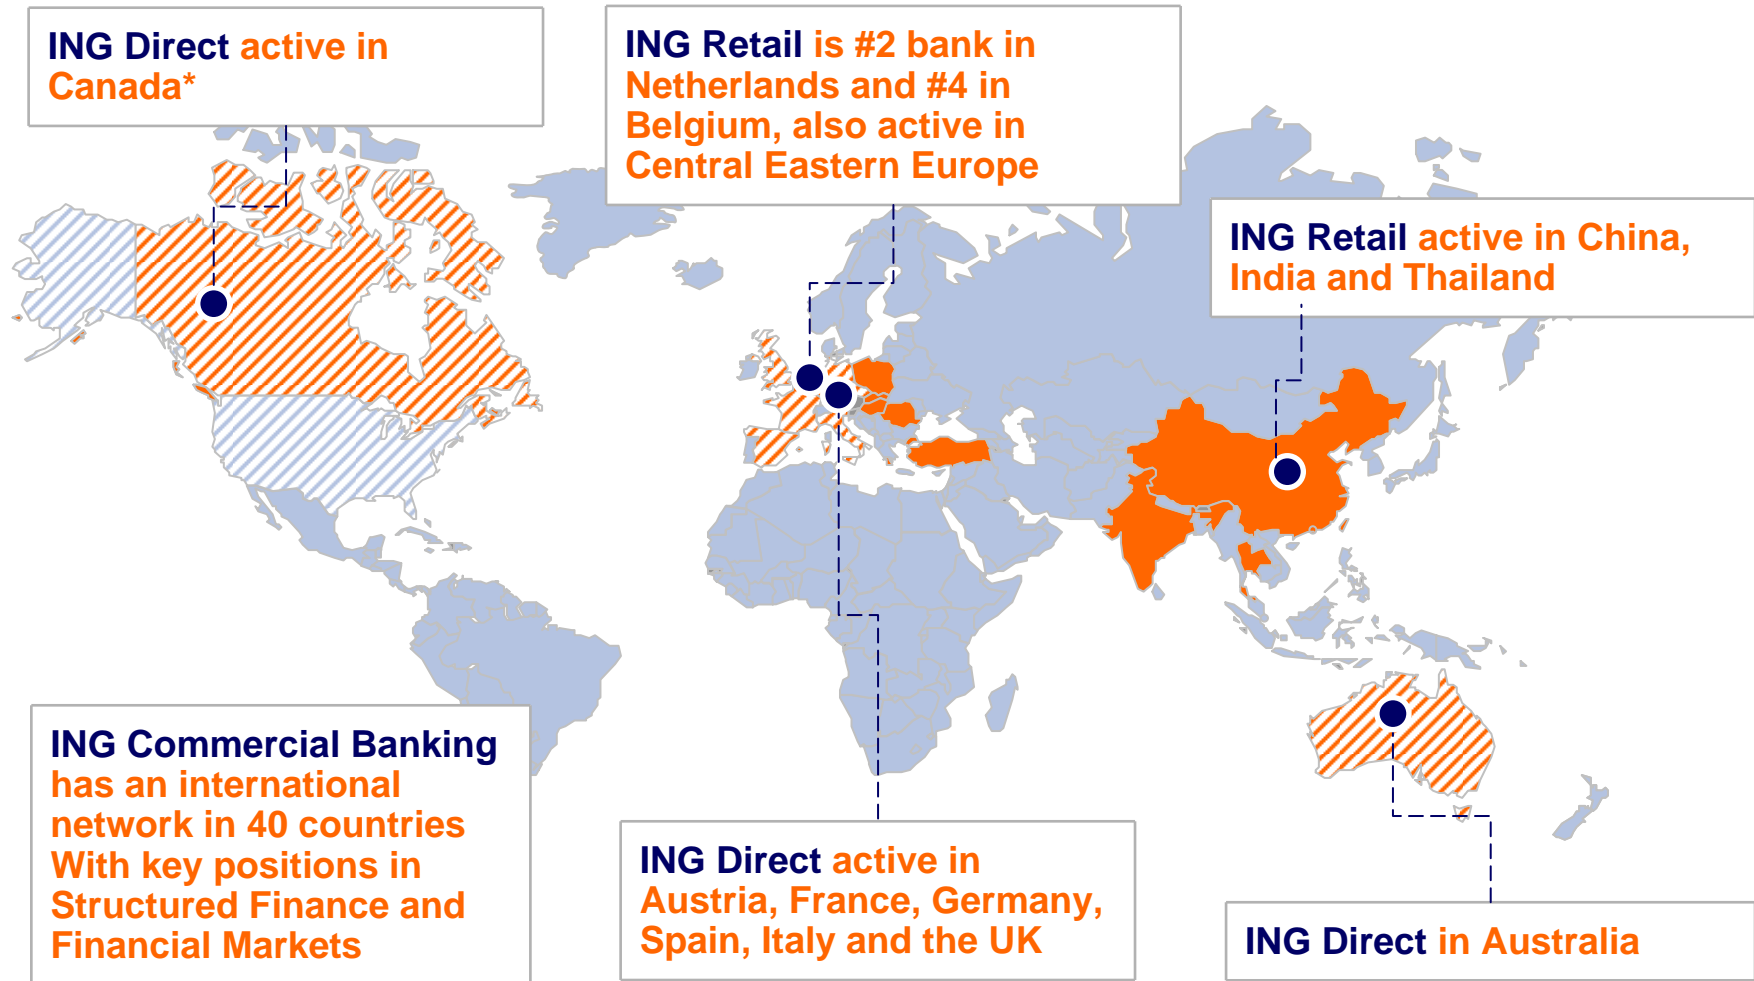 ING Direct active in
Canada*
ING Retail is #2 bank in
Netherlands and #4 in
Belgium, also active in
Central Eastern Europe
ING Retail active in China,
India and Thailand
ING Commercial Banking
has an international
network in 40 countries
With key positions in
Structured Finance and
Financial Markets
ING Direct active in
Austria, France, Germany,
Spain, Italy and the UK
ING Direct in Australia